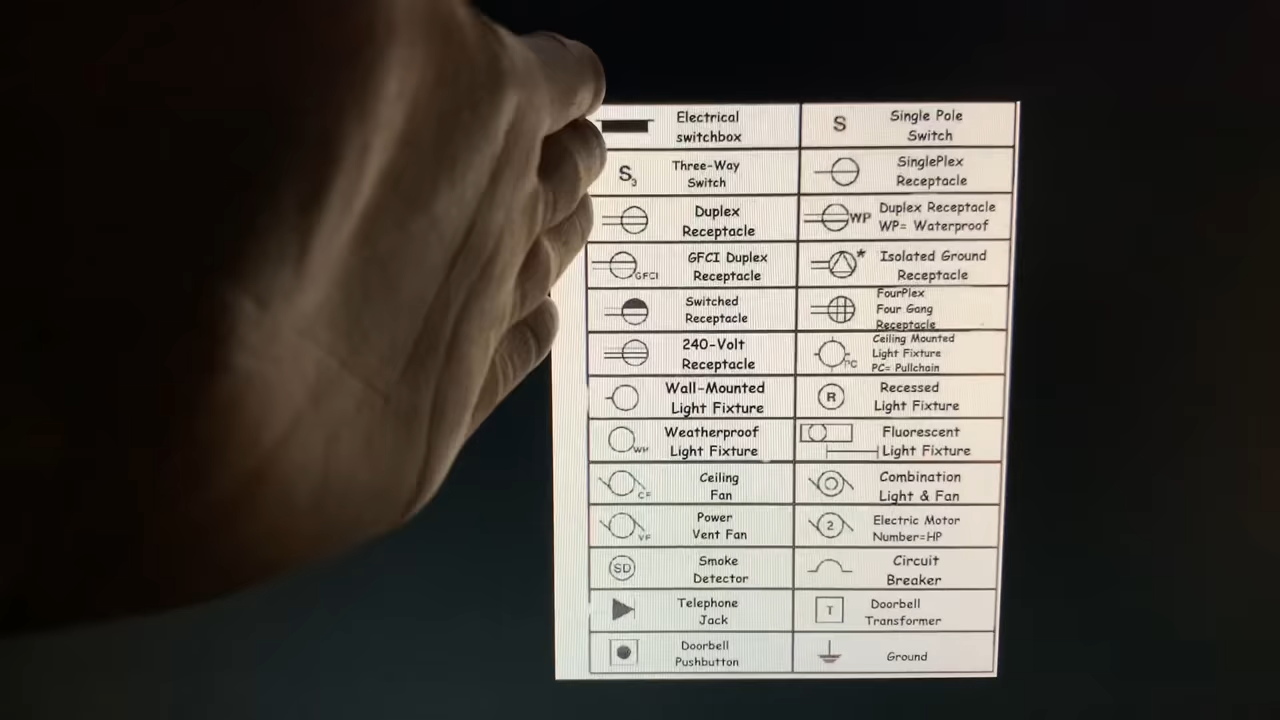 Electrical
switchbox
S
Single Pole
Switch
S3
Three-Way
Switch
SinglePlex
Receptacle
Duplex
Receptacle
WP
Duplex Receptacle
WP= Waterproof
GFCI
GFCI Duplex
Receptacle
*
Isolated Ground
Receptacle
Switched
Receptacle
FourPlex
Four Gang
Receptacle
240-Volt
Receptacle
PC
Ceiling Mounted
Light Fixture
PC= Pullchain
Wall-Mounted
Light Fixture
R
Recessed
Light Fixture
WP
Weatherproof
Light Fixture
Fluorescent
Light Fixture
CF
Ceiling
Fan
Combination
Light & Fan
VF
Power
Vent Fan
2
Electric Motor
Number=HP
SD
Smoke
Detector
Circuit
Breaker
Telephone
Jack
T
Doorbell
Transformer
Doorbell
Pushbutton
Ground